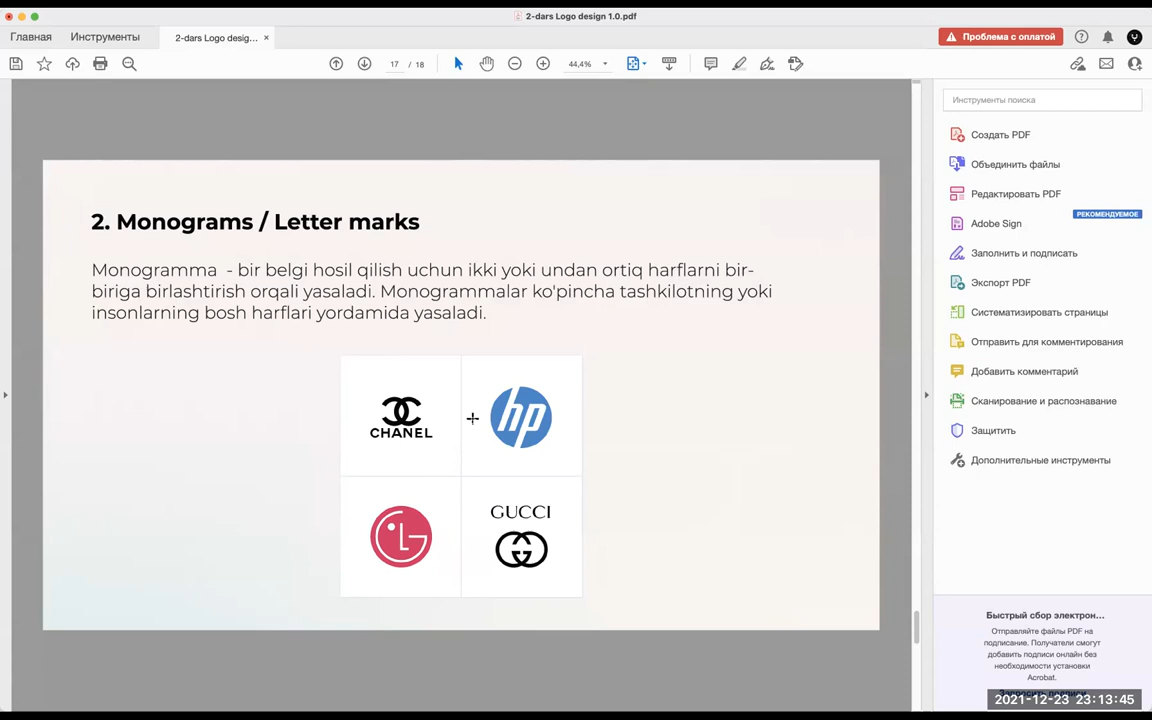 2-dars Logo design 1.0.pdf
Главная
Инструменты
2-dars Logo desig... ×
Проблема с оплатой
17 / 18
44,4%
Инструменты поиска
2. Monograms / Letter marks
Monogramma - bir belgi hosil qilish uchun ikki yoki undan ortiq harflarni bir-
biriga birlashtirish orqali yasaladi. Monogrammalar ko'pincha tashkilotning yoki
insonlarning bosh harflari yordamida yasaladi.
CHANEL
hp
LG
GUCCI
Создать PDF
Объединить файлы
Редактировать PDF
РЕКОМЕНДУЕМОЕ
Adobe Sign
Заполнить и подписать
Экспорт PDF
Систематизировать страницы
Отправить для комментирования
Добавить комментарий
Сканирование и распознавание
Защитить
Дополнительные инструменты
Быстрый сбор электрон...
Отправляйте файлы PDF на
подписание. Получатели смогут
добавить подписи онлайн без
необходимости установки
Acrobat.
Запросить подписи
2021-12-23 23:13:45